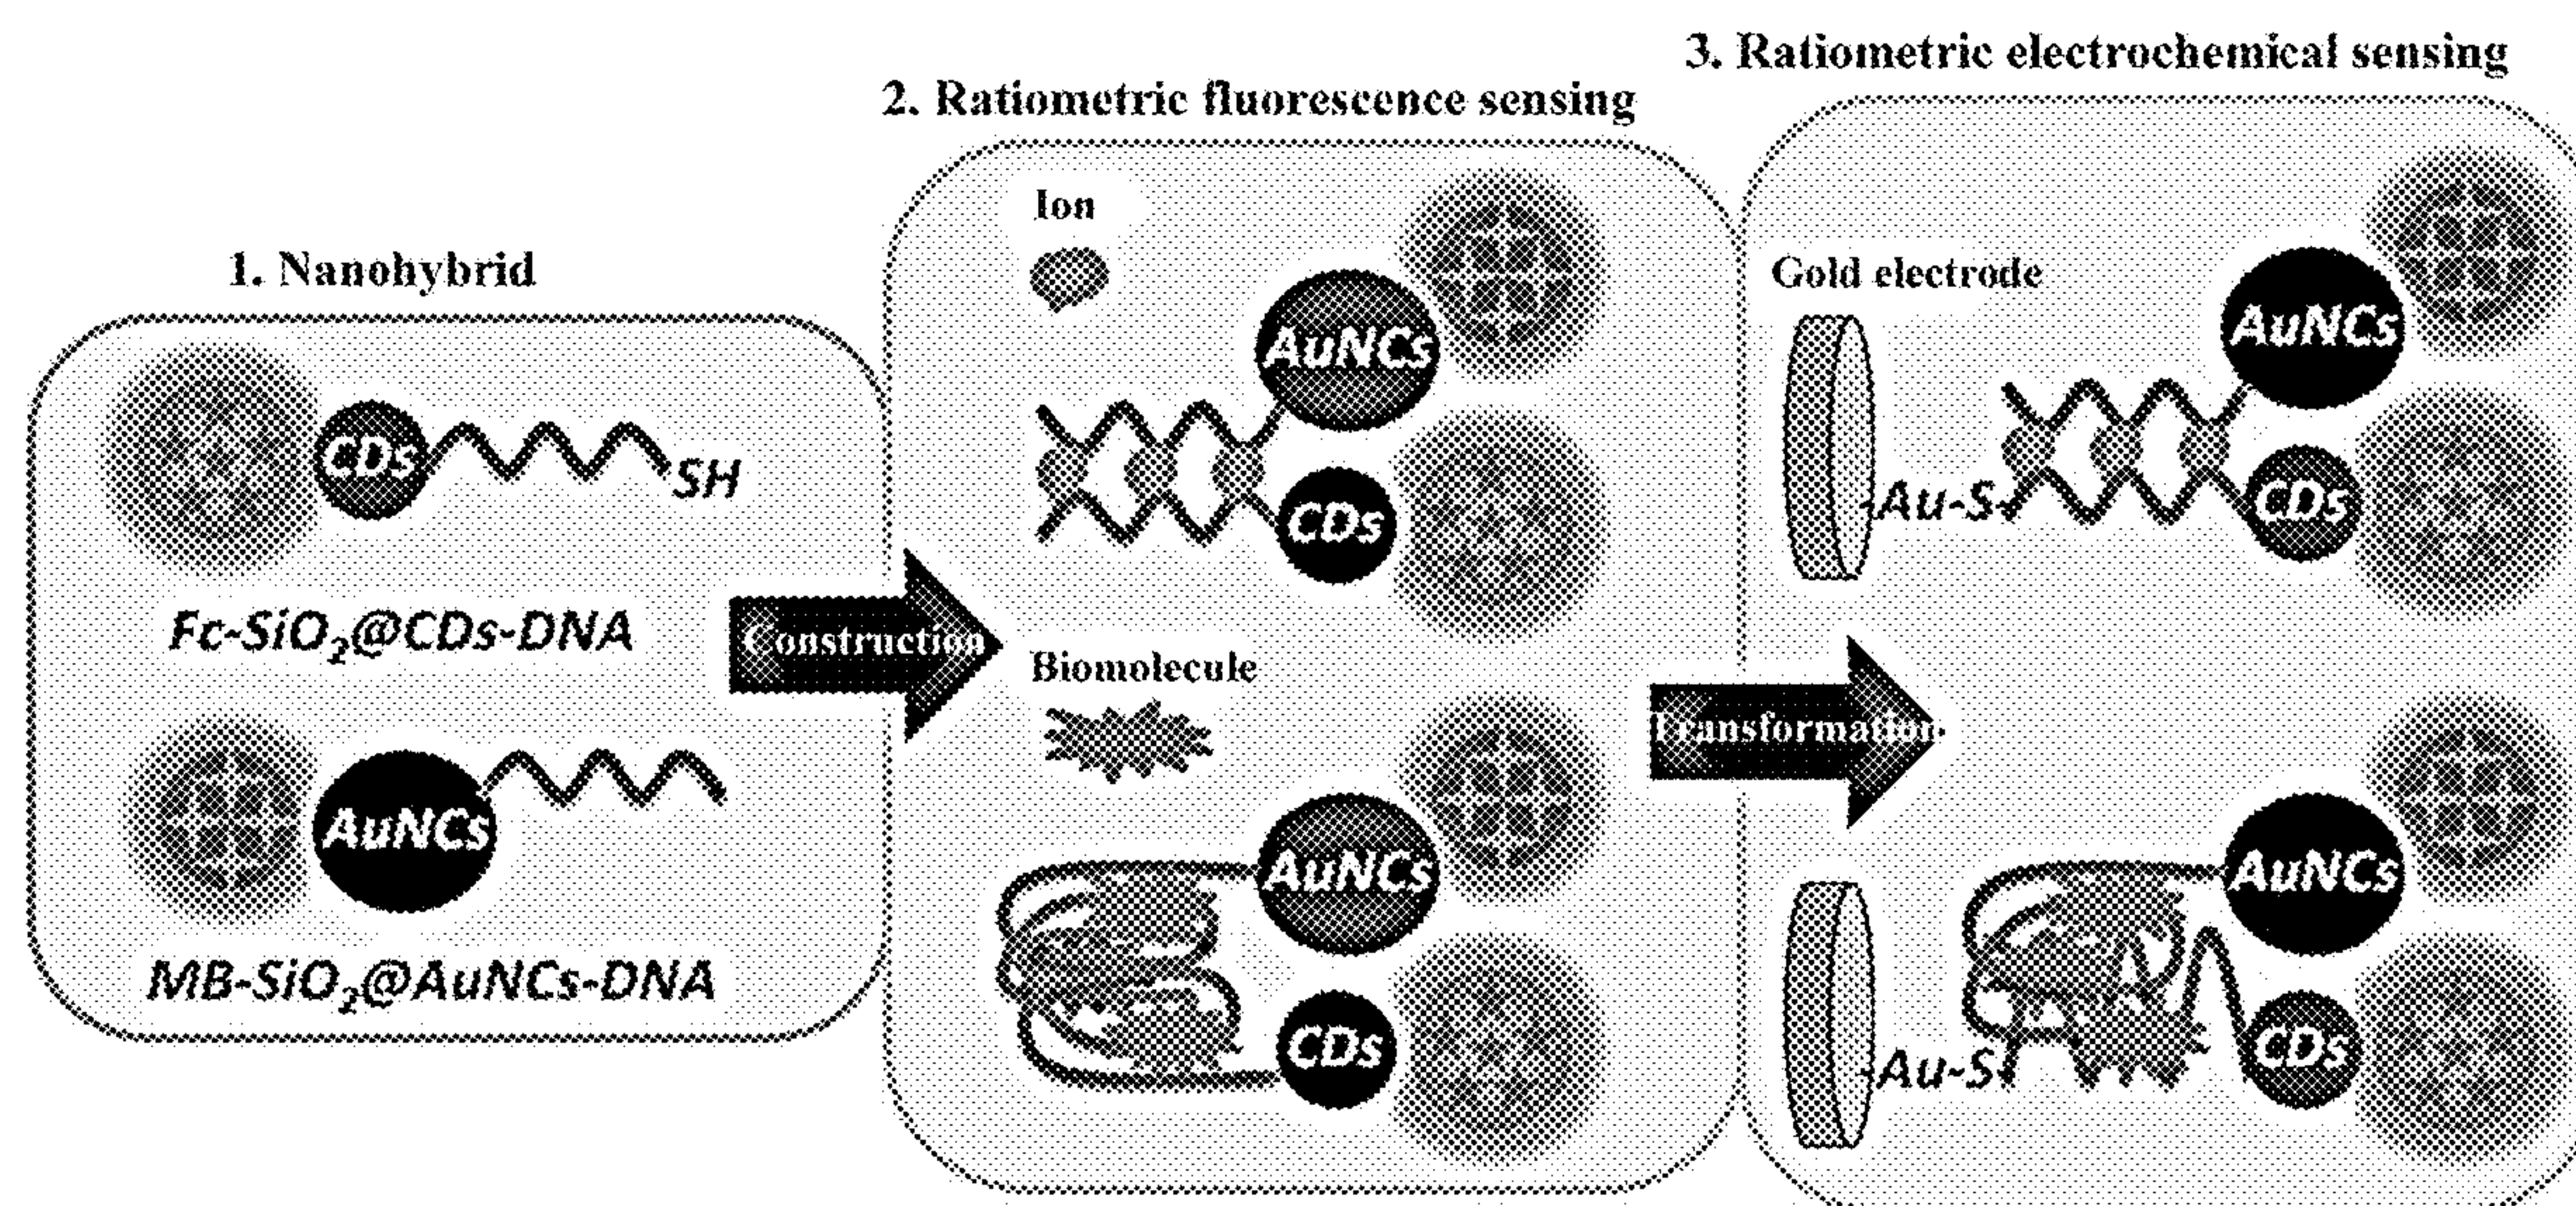 1. Nanohybrid
CDs
SH
Fc-SiO₂@CDs-DNA
AuNCs
MB-SiO₂@AuNCs-DNA
Construction
2. Ratiometric fluorescence sensing
Ion
AuNCs
CDs
Biomolecule
AuNCs
CDs
Transformation
3. Ratiometric electrochemical sensing
Gold electrode
AuNCs
Au-S
CDs
AuNCs
Au-S
CDs